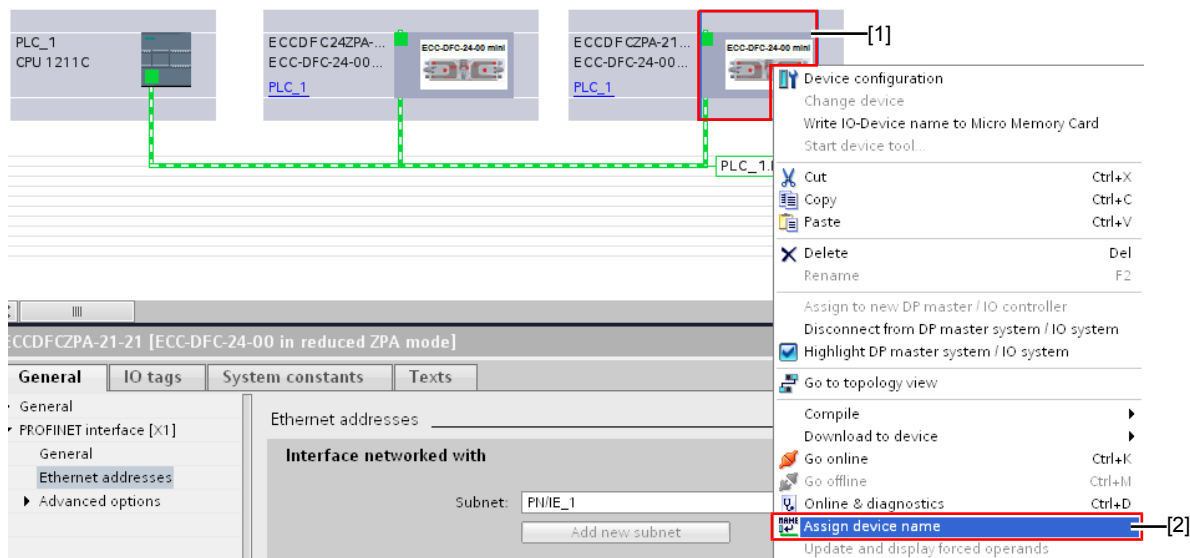 PLC_1
CPU 1211C
ECCDFC24ZPA-...
ECC-DFC-24-00...
PLC_1
ECC-DFC-24-00 mini
ECCDFCZPA-21...
ECC-DFC-24-00...
PLC_1
ECC-DFC-24-00 mini
[1]
PLC_1.
Device configuration
Change device
Write IO-Device name to Micro Memory Card
Start device tool...
Cut Ctrl+X
Copy Ctrl+C
Paste Ctrl+V
Delete Del
Rename F2
Assign to new DP master / IO controller
Disconnect from DP master system / IO system
Highlight DP master system / IO system
Go to topology view
Compile
Download to device
Go online Ctrl+K
Go offline Ctrl+M
Online & diagnostics Ctrl+D
NAME Assign device name
[2]
Update and display forced operands
ECCDFCZPA-21-21 [ECC-DFC-24-00 in reduced ZPA mode]
General IO tags System constants Texts
General
PROFINET interface [X1]
General
Ethernet addresses
Advanced options
Ethernet addresses
Interface networked with
Subnet: PN/IE_1
Add new subnet